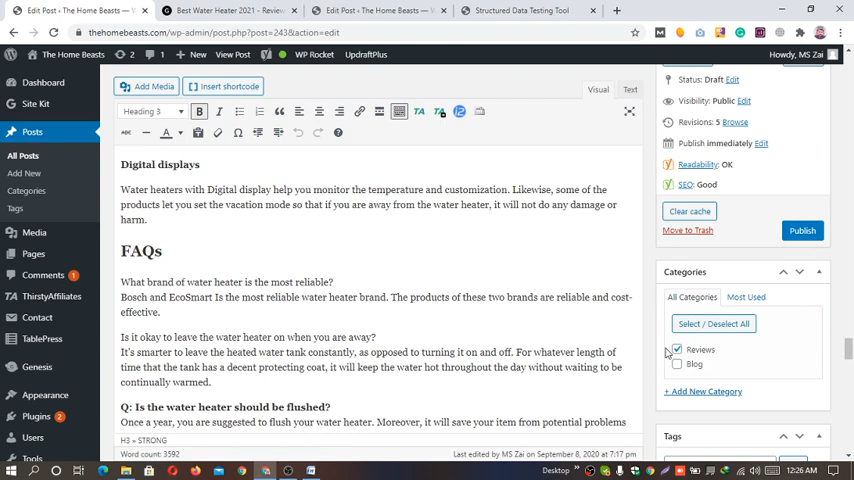 Edit Post ‹ The Home Beasts — W
Best Water Heater 2021 - Review
Edit Post ‹ The Home Beasts — W
Structured Data Testing Tool
thehomebeasts.com/wp-admin/post.php?post=243&action=edit
The Home Beasts 2 1 New View Post WP Rocket UpdraftPlus Howdy, MS Zai
Dashboard
Site Kit
Posts
All Posts
Add New
Categories
Tags
Media
Pages
Comments 1
ThirstyAffiliates
Contact
TablePress
Genesis
Appearance
Plugins 2
Users
Tools
Add Media Insert shortcode Visual Text
Heading 3
Digital displays
Water heaters with Digital display help you monitor the temperature and customization. Likewise, some of the
products let you set the vacation mode so that if you are away from the water heater, it will not do any damage or
harm.
FAQs
What brand of water heater is the most reliable?
Bosch and EcoSmart Is the most reliable water heater brand. The products of these two brands are reliable and cost-
effective.
Is it okay to leave the water heater on when you are away?
It's smarter to leave the heated water tank constantly, as opposed to turning it on and off. For whatever length of
time that the tank has a decent protecting coat, it will keep the water hot throughout the day without waiting to be
continually warmed.
Q: Is the water heater should be flushed?
Once a year, you are suggested to flush your water heater. Moreover, it will save your item from potential problems
H3 » STRONG
Word count: 3592 Last edited by MS Zai on September 5, 2020 at 7:17 pm
Status: Draft Edit
Visibility: Public Edit
Revisions: 5 Browse
Publish immediately Edit
Readability: OK
SEO: Good
Clear cache
Move to Trash Publish
Categories
All Categories Most Used
Select / Deselect All
Reviews
Blog
+ Add New Category
Tags
Desktop
12:26 AM